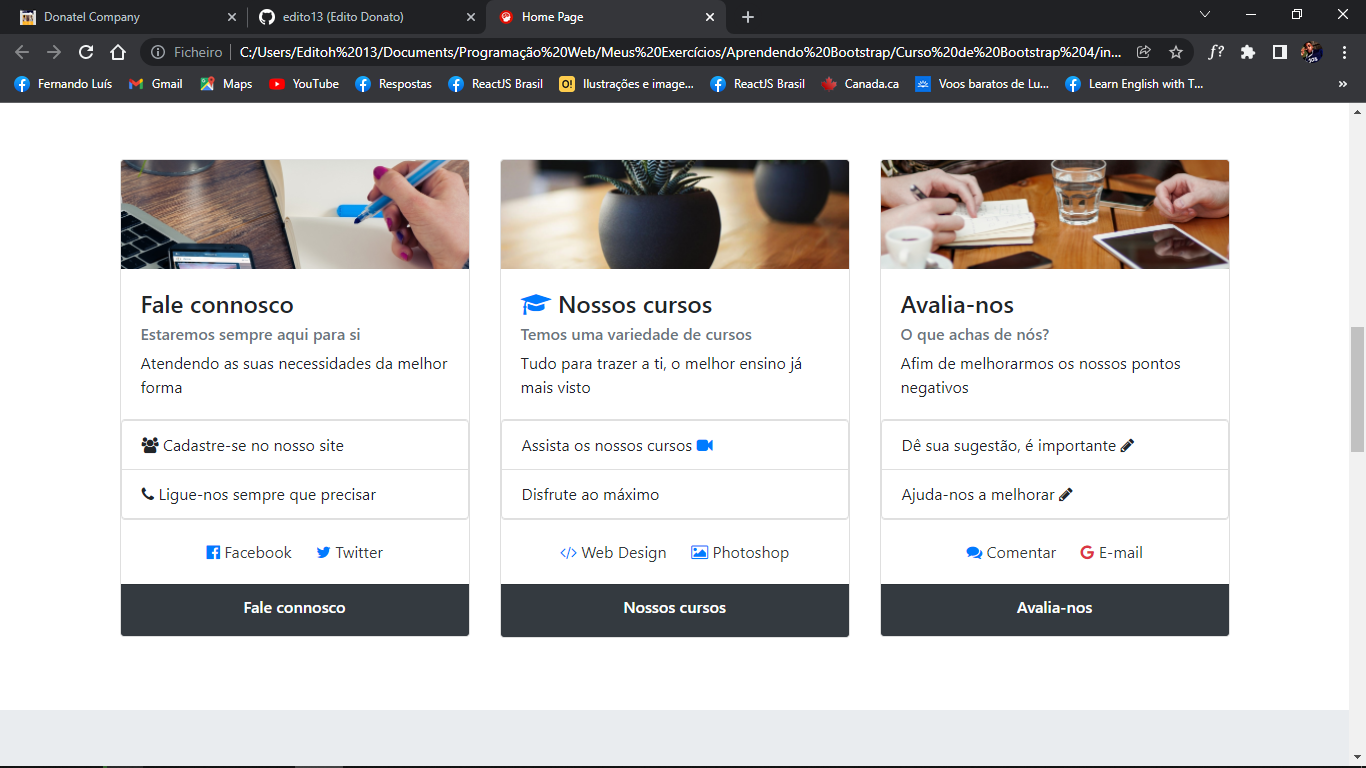 Donatel Company
edito13 (Edito Donato)
Home Page
Ficheiro
C:/Users/Editoh%2013/Documents/Programação%20Web/Meus%20Exercícios/Aprendendo%20Bootstrap/Curso%20de%20Bootstrap%204/in...
f?
Fernando Luís
Gmail
Maps
YouTube
Respostas
ReactJS Brasil
O!
Ilustrações e image...
ReactJS Brasil
Canada.ca
Voos baratos de Lu...
Learn English with T...
»
Fale connosco
Estaremos sempre aqui para si
Atendendo as suas necessidades da melhor
forma
Cadastre-se no nosso site
Ligue-nos sempre que precisar
Facebook Twitter
Fale connosco
Nossos cursos
Temos uma variedade de cursos
Tudo para trazer a ti, o melhor ensino já
mais visto
Assista os nossos cursos
Disfrute ao máximo
Web Design Photoshop
Nossos cursos
Avalia-nos
O que achas de nós?
Afim de melhorarmos os nossos pontos
negativos
Dê sua sugestão, é importante
Ajuda-nos a melhorar
Comentar E-mail
Avalia-nos